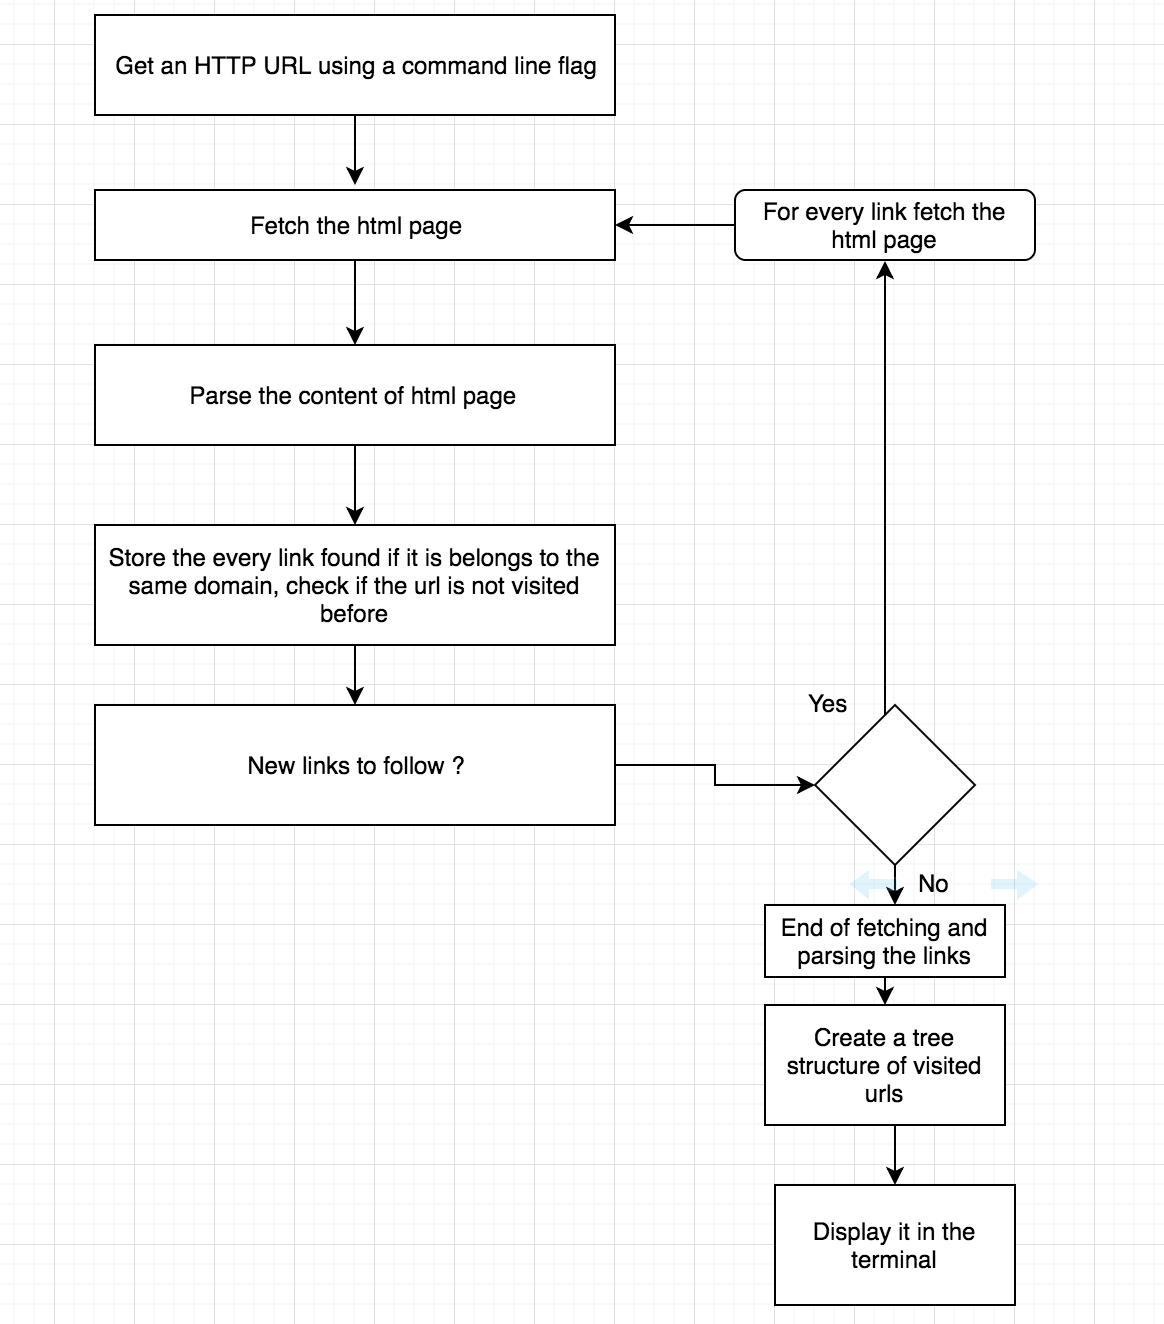 Get an HTTP URL using a command line flag
Fetch the html page
For every link fetch the
html page
Parse the content of html page
Store the every link found if it is belongs to the
same domain, check if the url is not visited
before
New links to follow ?
Yes
No
End of fetching and
parsing the links
Create a tree
structure of visited
urls
Display it in the
terminal